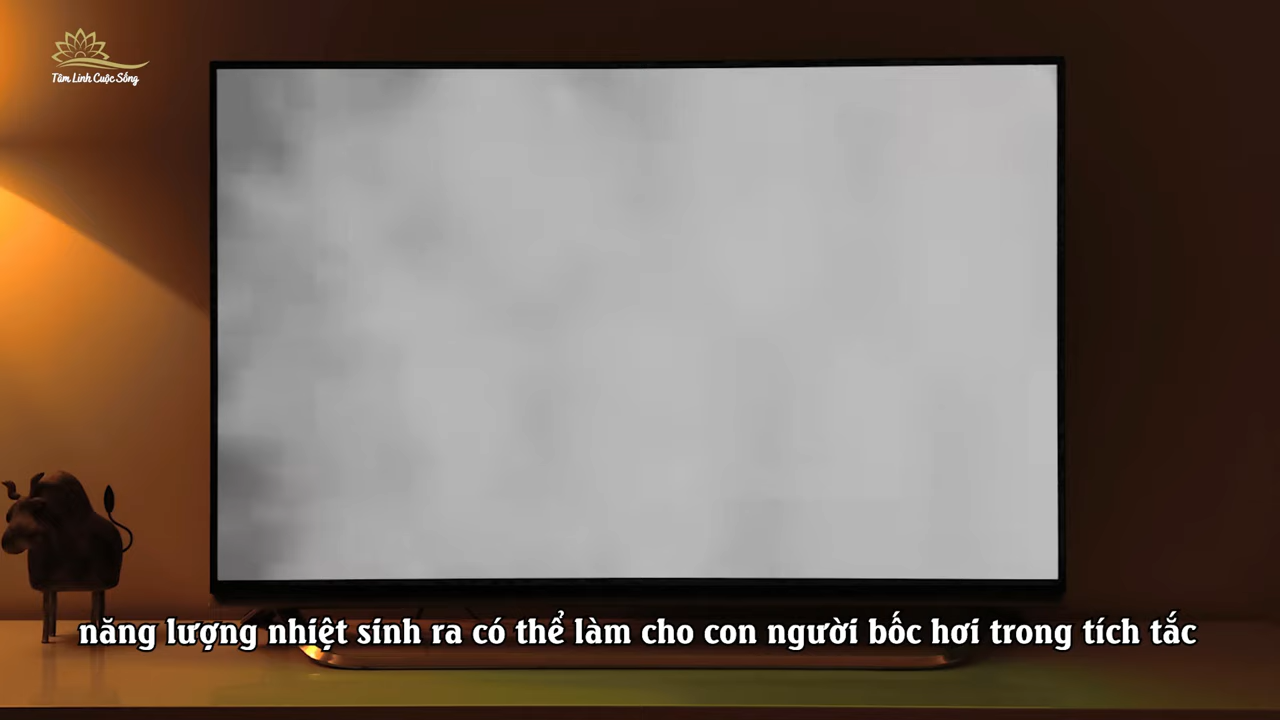 Tâm Linh Cuộc Sống
năng lượng nhiệt sinh ra có thể làm cho con người bốc hơi trong tích tắc